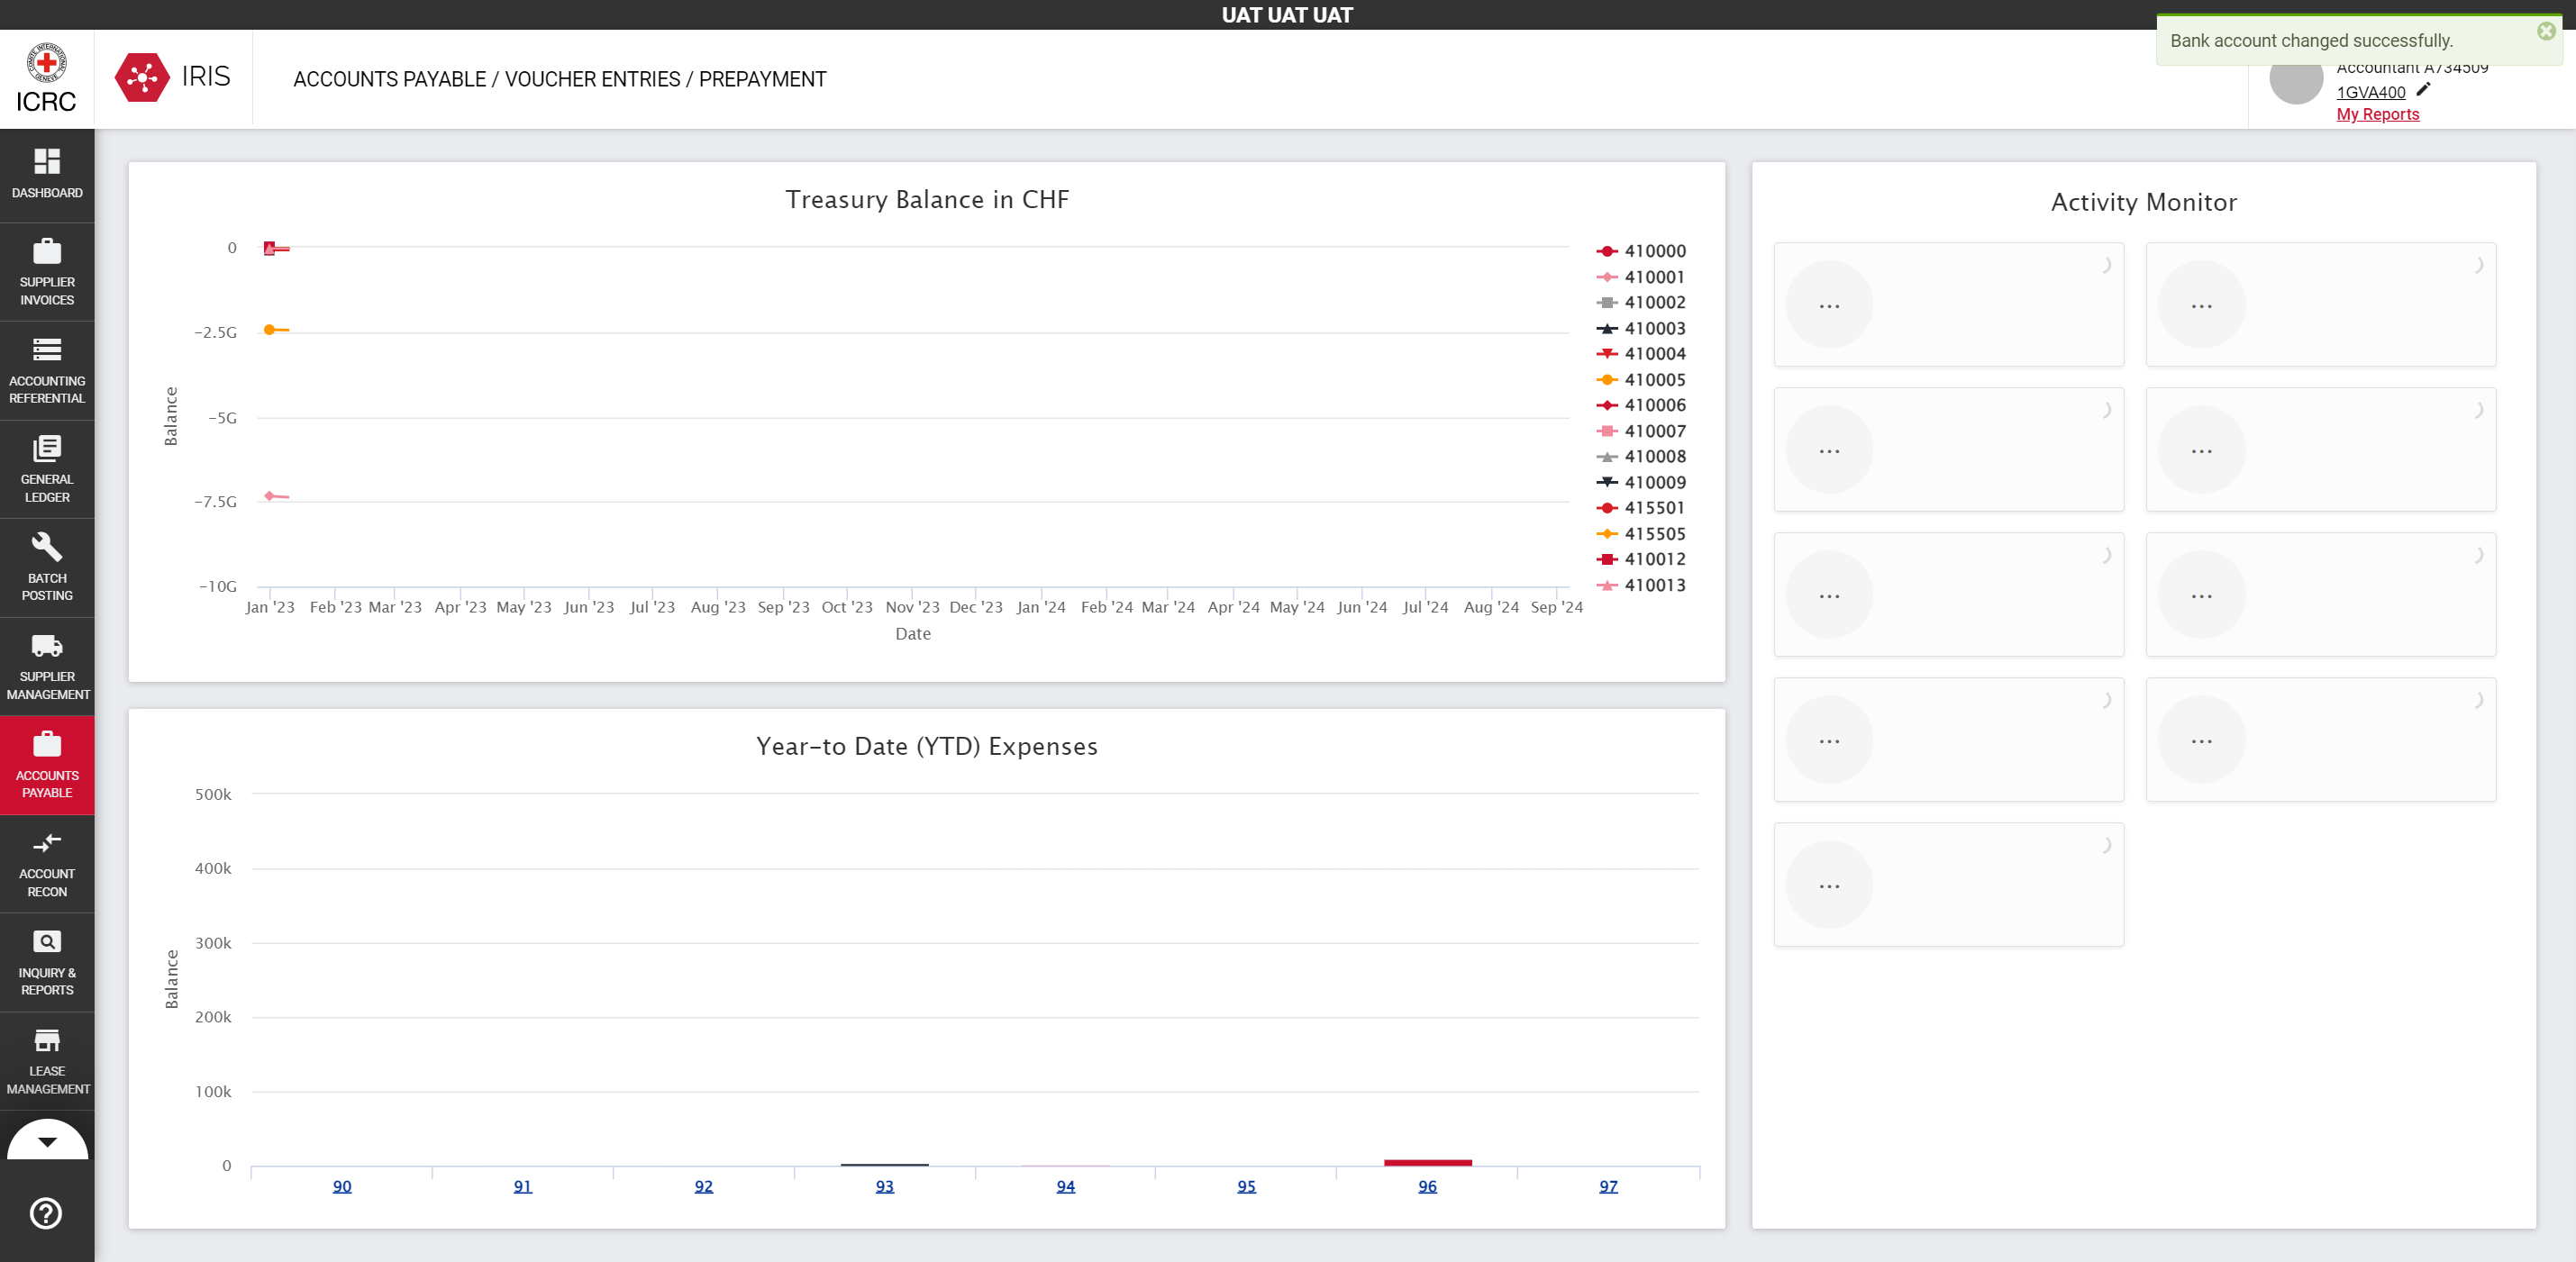 UAT UAT UAT
Bank account changed successfully.
COMITE INTERNATIONAL GENEVE
ICRC
IRIS
ACCOUNTS PAYABLE / VOUCHER ENTRIES / PREPAYMENT
Accountant A734509
1GVA400
My Reports
DASHBOARD
SUPPLIER
INVOICES
ACCOUNTING
REFERENTIAL
GENERAL
LEDGER
BATCH
POSTING
SUPPLIER
MANAGEMENT
ACCOUNTS
PAYABLE
ACCOUNT
RECON
INQUIRY &
REPORTS
LEASE
MANAGEMENT
Treasury Balance in CHF
Balance
0
-2.5G
-5G
-7.5G
-10G
Jan '23 Feb '23 Mar '23 Apr '23 May '23 Jun '23 Jul '23 Aug '23 Sep '23 Oct '23 Nov '23 Dec '23 Jan '24 Feb '24 Mar '24 Apr '24 May '24 Jun '24 Jul '24 Aug '24 Sep '24
Date
410000
410001
410002
410003
410004
410005
410006
410007
410008
410009
415501
415505
410012
410013
Year-to Date (YTD) Expenses
Balance
500k
400k
300k
200k
100k
0
90 91 92 93 94 95 96 97
Activity Monitor
... ...
... ...
... ...
... ...
...